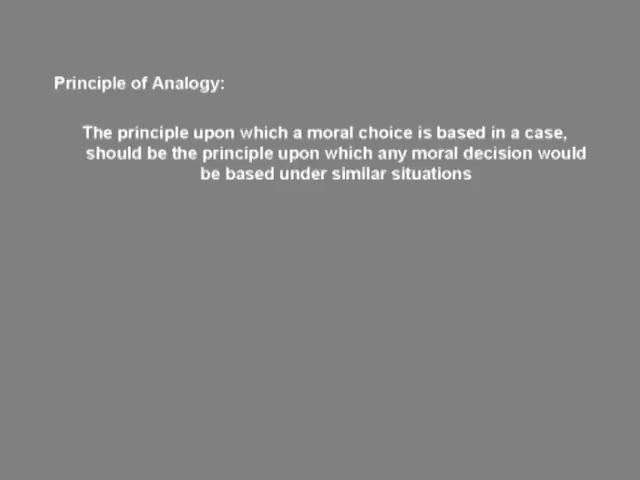 Principle of Analogy:
The principle upon which a moral choice is based in a case,
should be the principle upon which any moral decision would
be based under similar situations